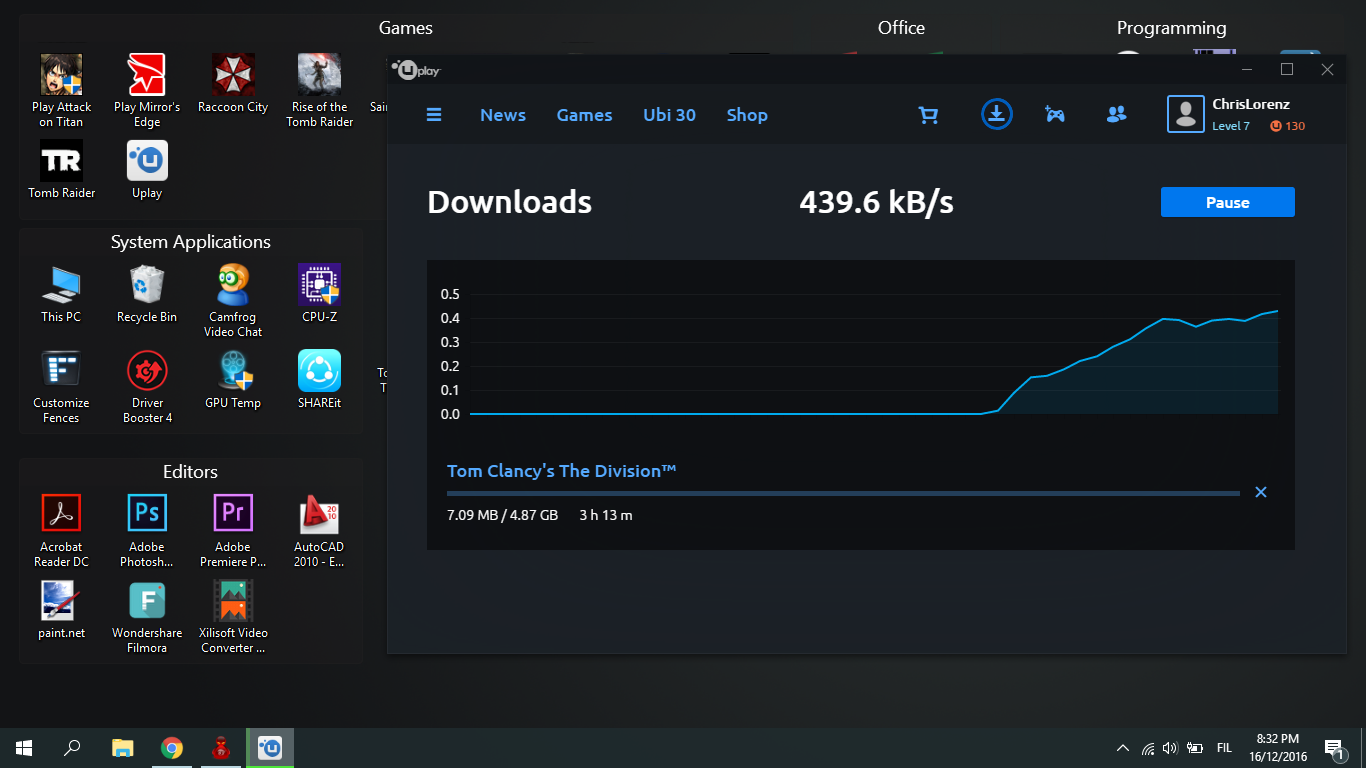 Games
Office
Programming
Play Attack
on Titan
Play Mirror's
Edge
Raccoon City
Rise of the
Tomb Raider
Tomb Raider
Uplay
System Applications
This PC
Recycle Bin
Camfrog
Video Chat
CPU-Z
Customize
Fences
Driver
Booster 4
GPU Temp
SHAREit
Editors
Acrobat
Reader DC
Ps
Adobe
Photosh...
Pr
Adobe
Premiere P...
2010
AutoCAD
2010 - E...
paint.net
Wondershare
Filmora
Xilisoft Video
Converter ...
TR
Sai
To
T
Uplay
News
Games
Ubi 30
Shop
ChrisLorenz
Level 7
130
Downloads
439.6 kB/s
Pause
0.5
0.4
0.3
0.2
0.1
0.0
Tom Clancy's The Division™
7.09 MB / 4.87 GB
3 h 13 m
FIL
8:32 PM
16/12/2016
1